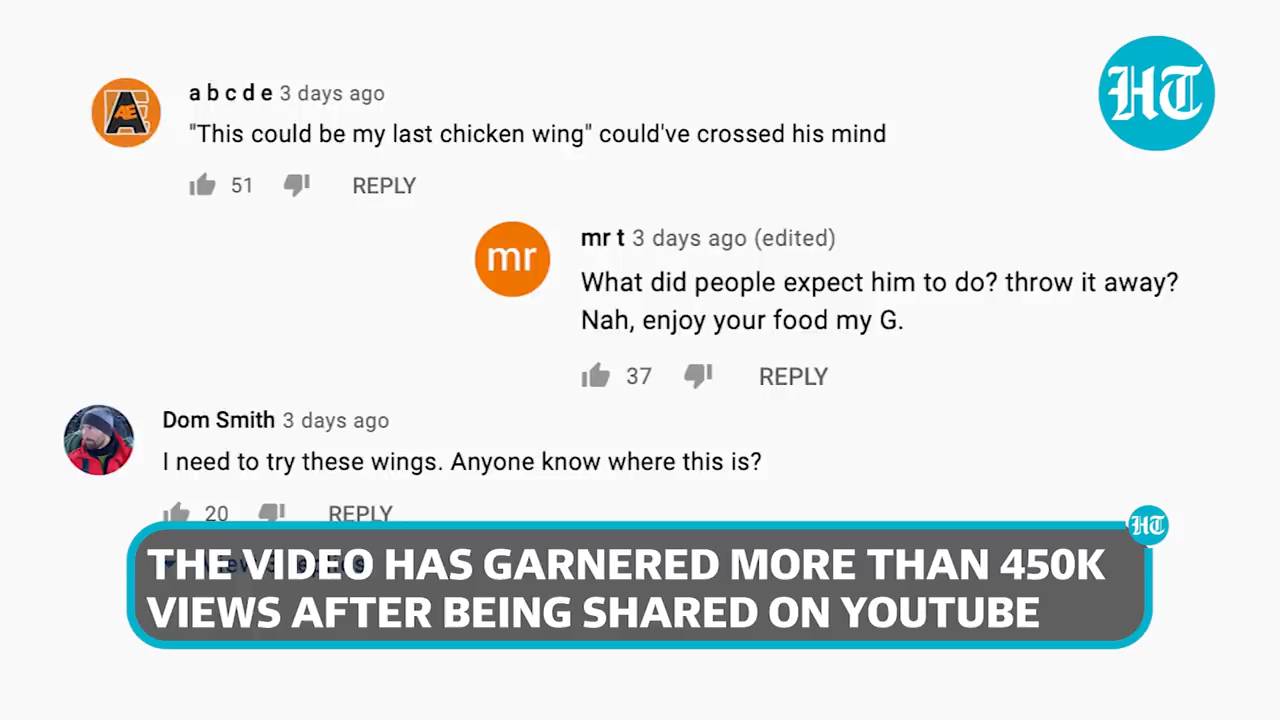 HT
a b c d e 3 days ago
"This could be my last chicken wing" could've crossed his mind
51 REPLY
mr
mr t 3 days ago (edited)
What did people expect him to do? throw it away?
Nah, enjoy your food my G.
37 REPLY
Dom Smith 3 days ago
I need to try these wings. Anyone know where this is?
20 REPLY
HT
THE VIDEO HAS GARNERED MORE THAN 450K
VIEWS AFTER BEING SHARED ON YOUTUBE